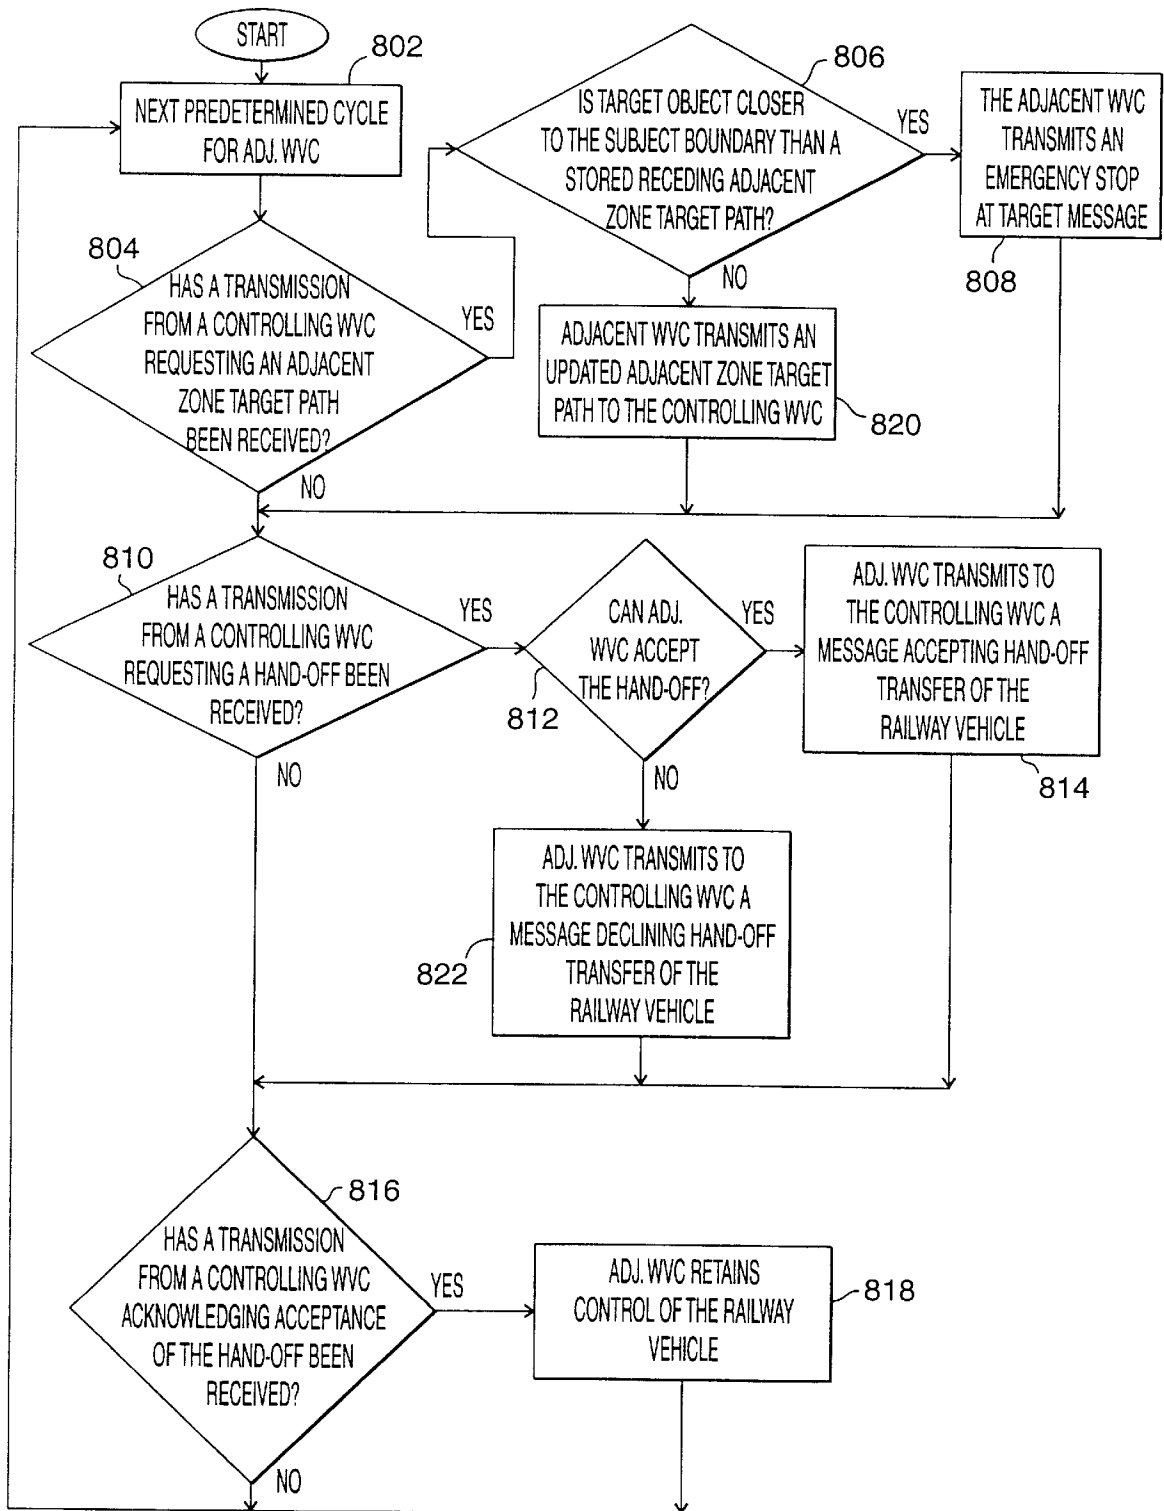 START
802
NEXT PREDETERMINED CYCLE
FOR ADJ. WVC
804
HAS A TRANSMISSION
FROM A CONTROLLING WVC
REQUESTING AN ADJACENT
ZONE TARGET PATH
BEEN RECEIVED?
YES
NO
806
IS TARGET OBJECT CLOSER
TO THE SUBJECT BOUNDARY THAN A
STORED RECEDING ADJACENT
ZONE TARGET PATH?
YES
NO
THE ADJACENT WVC
TRANSMITS AN
EMERGENCY STOP
AT TARGET MESSAGE
808
ADJACENT WVC TRANSMITS AN
UPDATED ADJACENT ZONE TARGET
PATH TO THE CONTROLLING WVC
820
810
HAS A TRANSMISSION
FROM A CONTROLLING WVC
REQUESTING A HAND-OFF BEEN
RECEIVED?
YES
NO
CAN ADJ.
WVC ACCEPT
THE HAND-OFF?
812
YES
NO
ADJ. WVC TRANSMITS TO
THE CONTROLLING WVC A
MESSAGE ACCEPTING HAND-OFF
TRANSFER OF THE
RAILWAY VEHICLE
814
ADJ. WVC TRANSMITS TO
THE CONTROLLING WVC A
MESSAGE DECLINING HAND-OFF
TRANSFER OF THE
RAILWAY VEHICLE
822
816
HAS A TRANSMISSION
FROM A CONTROLLING WVC
ACKNOWLEDGING ACCEPTANCE
OF THE HAND-OFF BEEN
RECEIVED?
YES
NO
ADJ. WVC RETAINS
CONTROL OF THE RAILWAY
VEHICLE
818